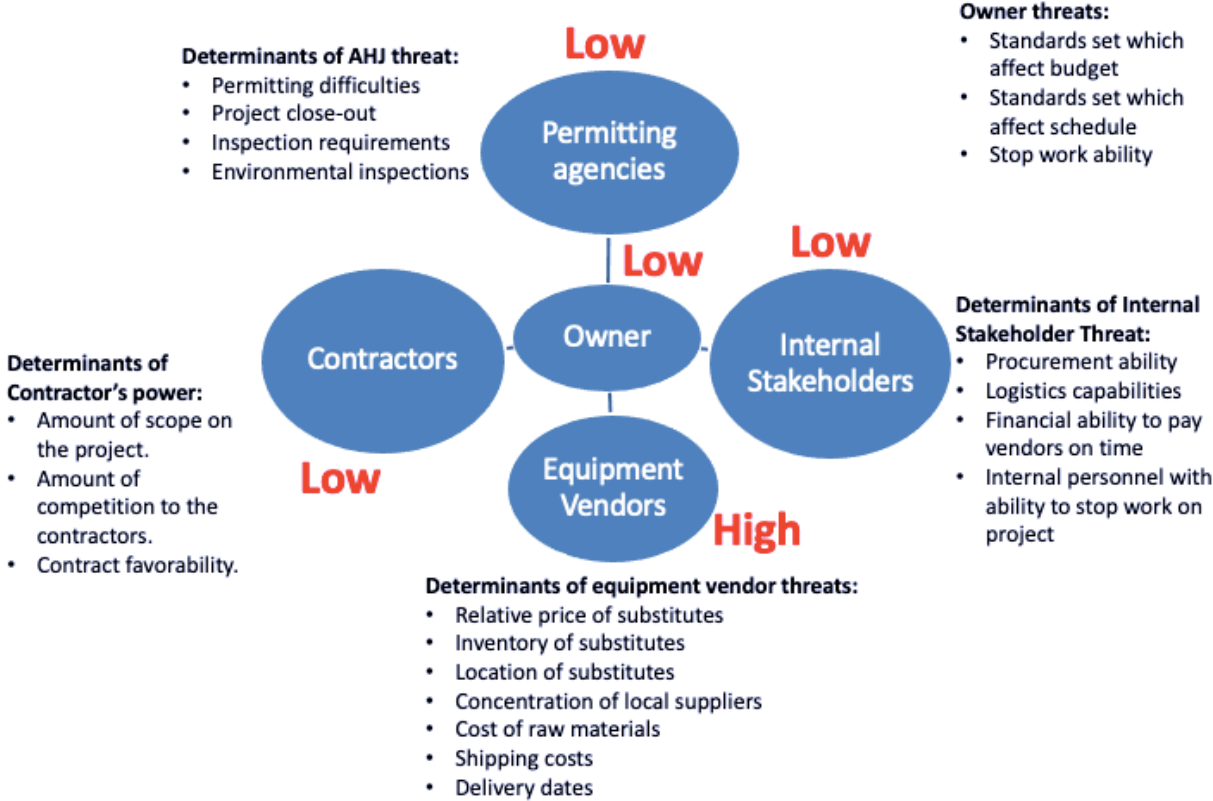 Owner threats:
• Standards set which
affect budget
• Standards set which
affect schedule
• Stop work ability
Low
Determinants of AHJ threat:
• Permitting difficulties
• Project close-out
• Inspection requirements
• Environmental inspections
Permitting
agencies
Low
Low
Contractors
Owner
Internal
Stakeholders
Determinants of Internal
Stakeholder Threat:
• Procurement ability
• Logistics capabilities
• Financial ability to pay
vendors on time
• Internal personnel with
ability to stop work on
project
Determinants of
Contractor’s power:
• Amount of scope on
the project.
• Amount of
competition to the
contractors.
• Contract favorability.
Low
Equipment
Vendors
High
Determinants of equipment vendor threats:
• Relative price of substitutes
• Inventory of substitutes
• Location of substitutes
• Concentration of local suppliers
• Cost of raw materials
• Shipping costs
• Delivery dates